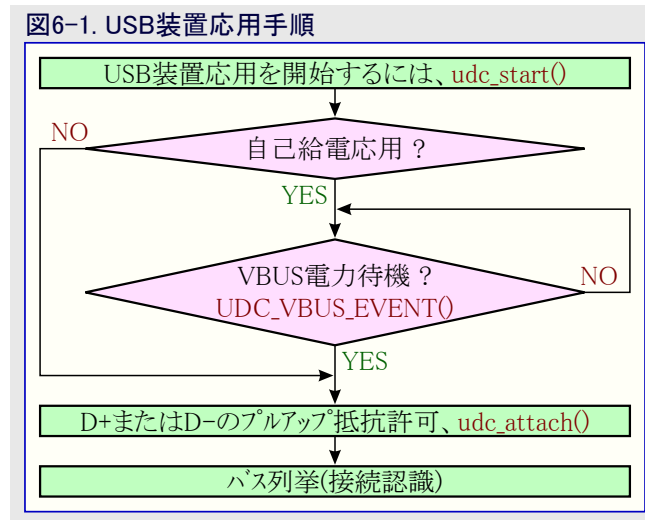 図6-1. USB装置応用手順
USB装置応用を開始するには、udc_start()
NO
自己給電応用？
YES
VBUS電力待機？
NO
UDC_VBUS_EVENT()
YES
D+またはD-のﾌﾟﾙｱｯﾌﾟ抵抗許可、udc_attach()
ﾊﾞｽ列挙(接続認識)